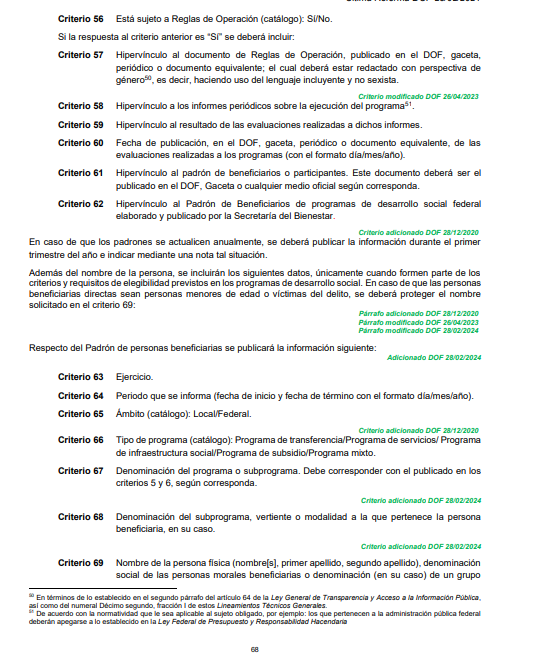 Criterio 56 Está sujeto a Reglas de Operación (catálogo): Sí/No.
Si la respuesta al criterio anterior es "Sí" se deberá incluir:
Criterio 57 Hipervínculo al documento de Reglas de Operación, publicado en el DOF, gaceta,
periódico o documento equivalente; el cual deberá estar redactado con perspectiva de
género50, es decir, haciendo uso del lenguaje incluyente y no sexista.
Criterio modificado DOF 26/04/2023
Criterio 58 Hipervínculo a los informes periódicos sobre la ejecución del programa51.
Criterio 59 Hipervínculo al resultado de las evaluaciones realizadas a dichos informes.
Criterio 60 Fecha de publicación, en el DOF, gaceta, periódico o documento equivalente, de
las evaluaciones realizadas a los programas (con el formato día/mes/año).
Criterio 61 Hipervínculo al padrón de beneficiarios o participantes. Este documento deberá ser el
publicado en el DOF, Gaceta o cualquier medio oficial según corresponda.
Criterio 62 Hipervínculo al Padrón de Beneficiarios de programas de desarrollo social federal
elaborado y publicado por la Secretaría del Bienestar.
Criterio adicionado DOF 28/12/2020
En caso de que los padrones se actualicen anualmente, se deberá publicar la información durante el primer
trimestre del año e indicar mediante una nota tal situación.
Además del nombre de la persona, se incluirán los siguientes datos, únicamente cuando formen parte de los
criterios y requisitos de elegibilidad previstos en los programas de desarrollo social. En caso de que las personas
beneficiarias directas sean personas menores de edad o víctimas del delito, se deberá proteger el nombre
solicitado en el criterio 69:
Párrafo adicionado DOF 28/12/2020
Párrafo modificado DOF 26/04/2023
Párrafo modificado DOF 28/02/2024
Respecto del Padrón de personas beneficiarias se publicará la información siguiente:
Adicionado DOF 28/02/2024
Criterio 63 Ejercicio.
Criterio 64 Periodo que se informa (fecha de inicio y fecha de término con el formato día/mes/año).
Criterio 65 Ámbito (catálogo): Local/Federal.
Criterio adicionado DOF 28/12/2020
Criterio 66 Tipo de programa (catálogo): Programa de transferencia/Programa de servicios/ Programa
de infraestructura social/Programa de subsidio/Programa mixto.
Criterio 67 Denominación del programa o subprograma. Debe corresponder con el publicado en los
criterios 5 y 6, según corresponda.
Criterio adicionado DOF 28/02/2024
Criterio 68 Denominación del subprograma, vertiente o modalidad a la que pertenece la persona
beneficiaria, en su caso.
Criterio adicionado DOF 28/02/2024
Criterio 69 Nombre de la persona física (nombre[s], primer apellido, segundo apellido), denominación
social de las personas morales beneficiarias o denominación (en su caso) de un grupo
50 En términos de lo establecido en el segundo párrafo del artículo 64 de la Ley General de Transparencia y Acceso a la Información Pública,
así como del numeral Décimo segundo, fracción I de estos Lineamientos Técnicos Generales.
51 De acuerdo con la normatividad que le sea aplicable al sujeto obligado, por ejemplo: los que pertenecen a la administración pública federal
deberán apegarse a lo establecido en la Ley Federal de Presupuesto y Responsabilidad Hacendaria
68